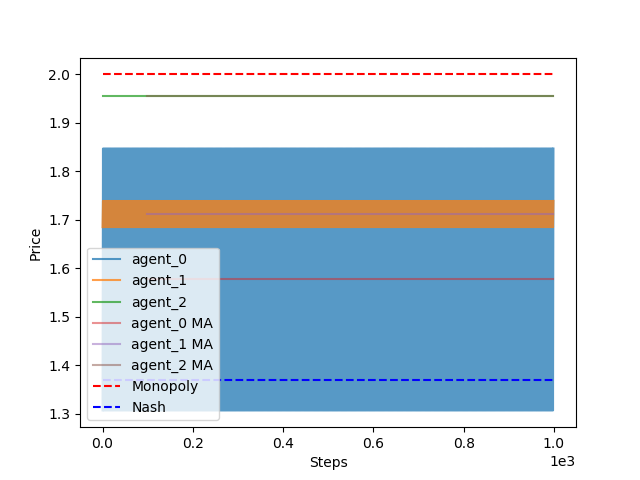 2.0
1.9
1.8
1.7
1.6
1.5
1.4
1.3
Price
agent_0
agent_1
agent_2
agent_0 MA
agent_1 MA
agent_2 MA
Monopoly
Nash
0.0 0.2 0.4 0.6 0.8 1.0
Steps
1e3